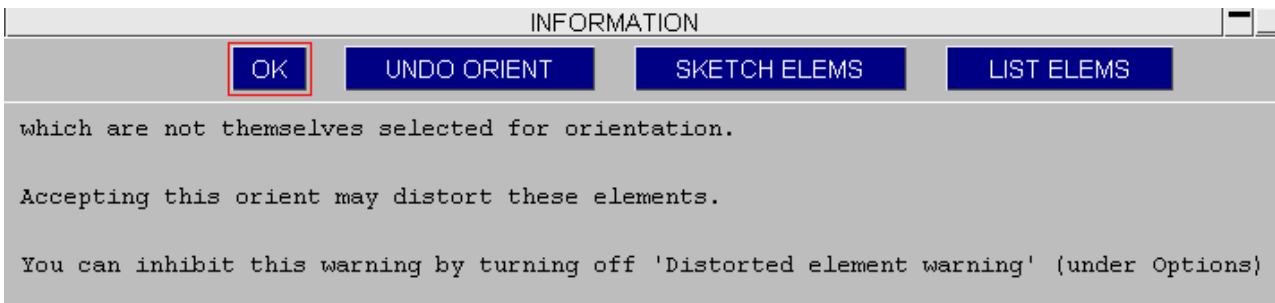 INFORMATION
OK UNDO ORIENT SKETCH ELEMS LIST ELEMS
which are not themselves selected for orientation.
Accepting this orient may distort these elements.
You can inhibit this warning by turning off 'Distorted element warning' (under Options)